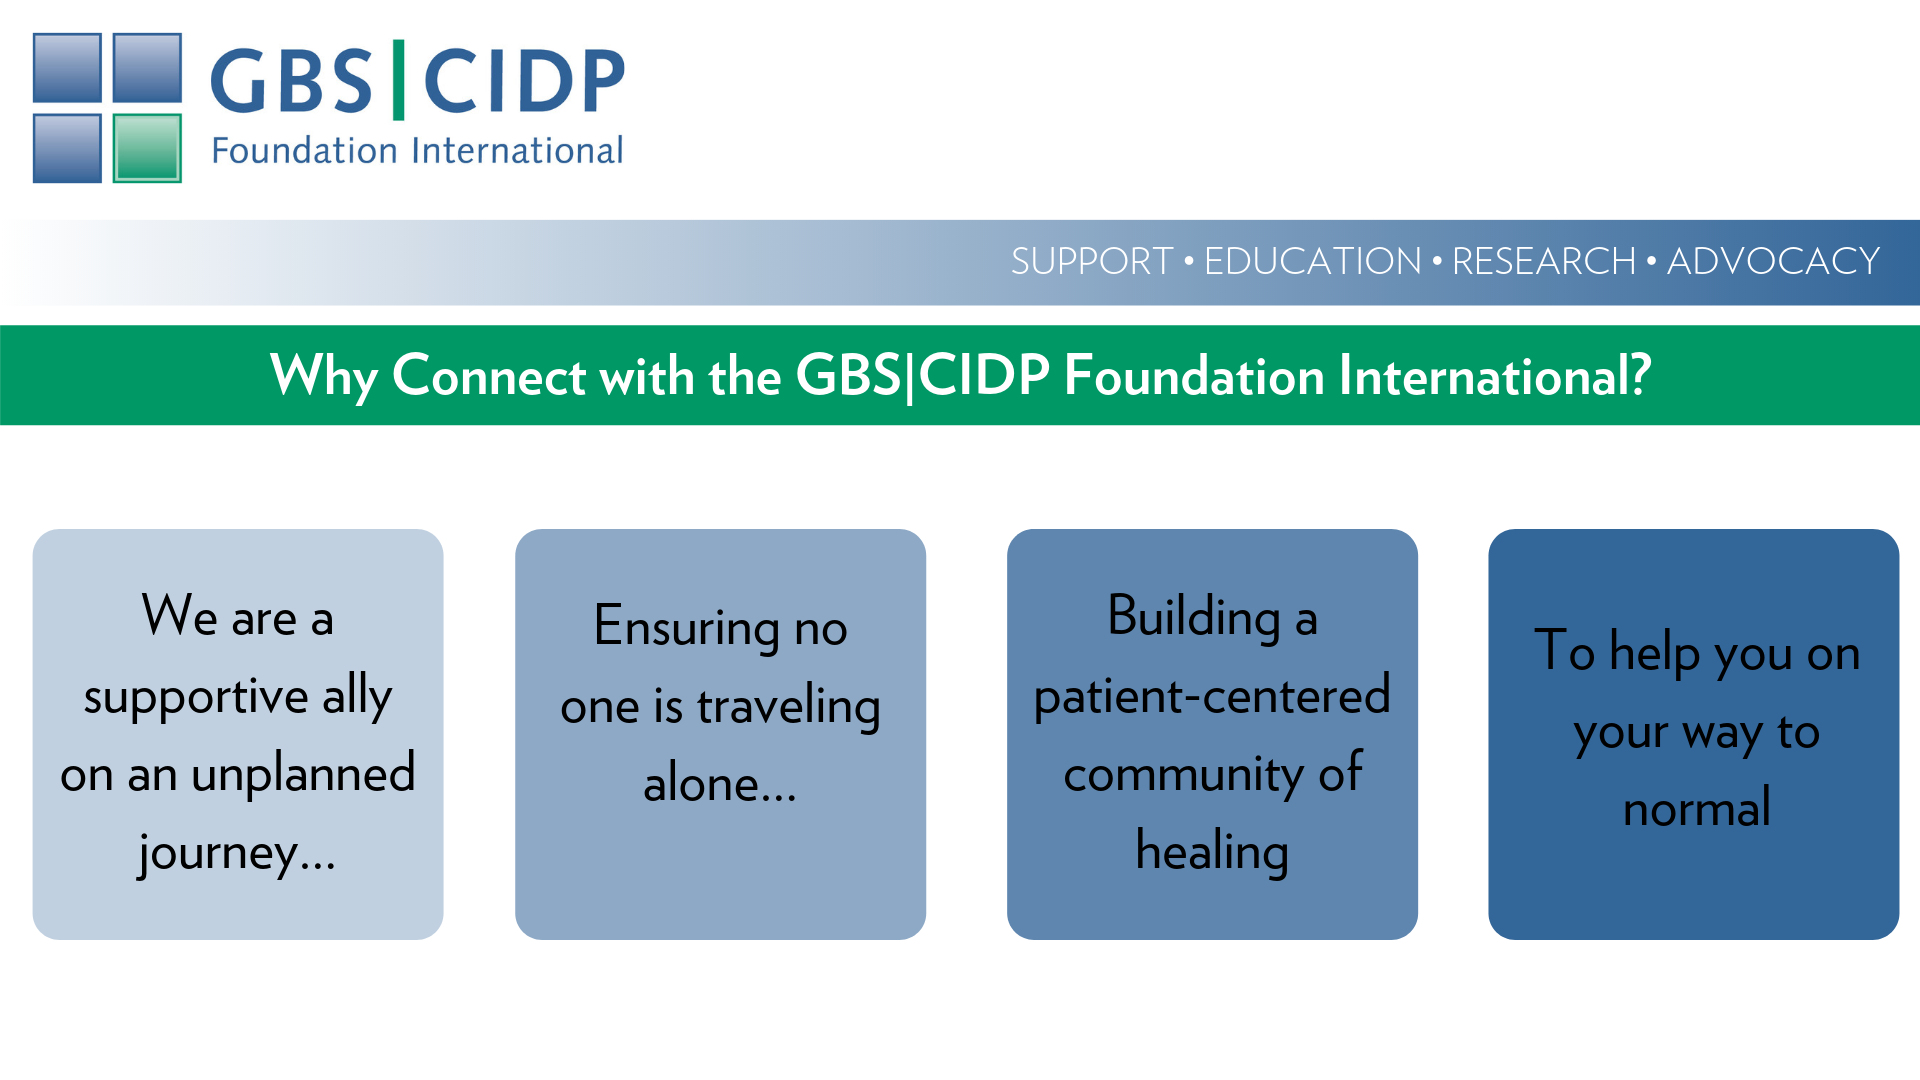 GBS|CIDP
Foundation International
SUPPORT • EDUCATION • RESEARCH • ADVOCACY
Why Connect with the GBS|CIDP Foundation International?
We are a
supportive ally
on an unplanned
journey...
Ensuring no
one is traveling
alone...
Building a
patient-centered
community of
healing
To help you on
your way to
normal